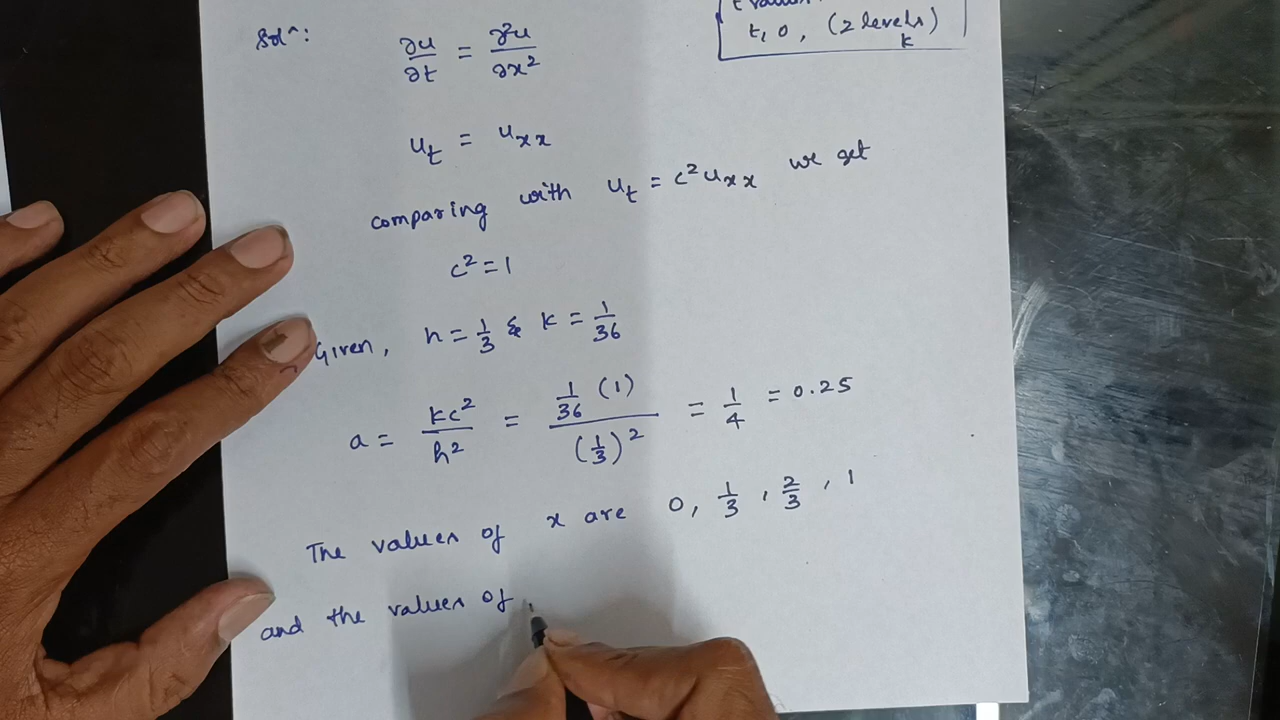 t values
t, 0, (2 levels)
k
Solⁿ:
∂u/∂t = ∂²u/∂x²
u_t = u_xx
comparing with u_t = c² u_xx we get
c² = 1
Given, h = 1/3 & k = 1/36
a = kc²/h² = (1/36 (1))/(1/3)² = 1/4 = 0.25
The values of x are 0, 1/3, 2/3, 1
and the values of